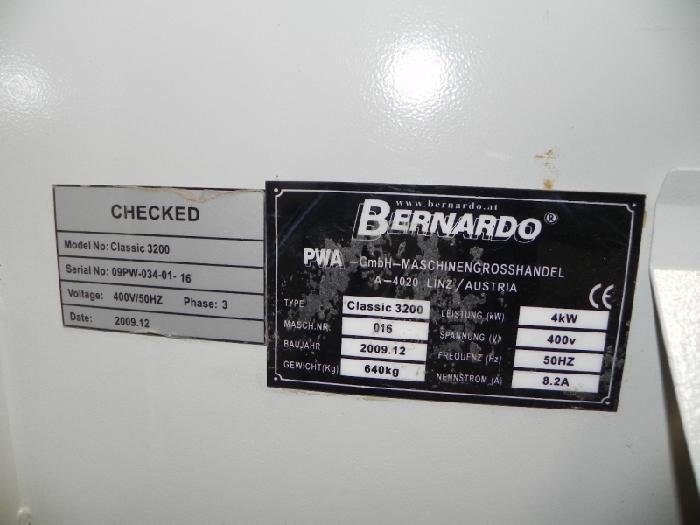 CHECKED
Model No: Classic 3200
Serial No: 09PW-034-01- 16
Voltage: 400V/50HZ Phase: 3
Date: 2009.12
www.bernardo.at
BERNARDO®
PWA -GmbH-MASCHINENGROSSHANDEL
A-4020 LINZ/AUSTRIA
CE
TYPE Classic 3200 LEISTUNG (kW) 4kW
MASCH.NR. 016 SPANNUNG (V) 400v
BAUJAHR 2009.12 FREQUENZ (Hz) 50HZ
GEWICHT(Kg) 640kg NENNSTROM (A) 8.2A